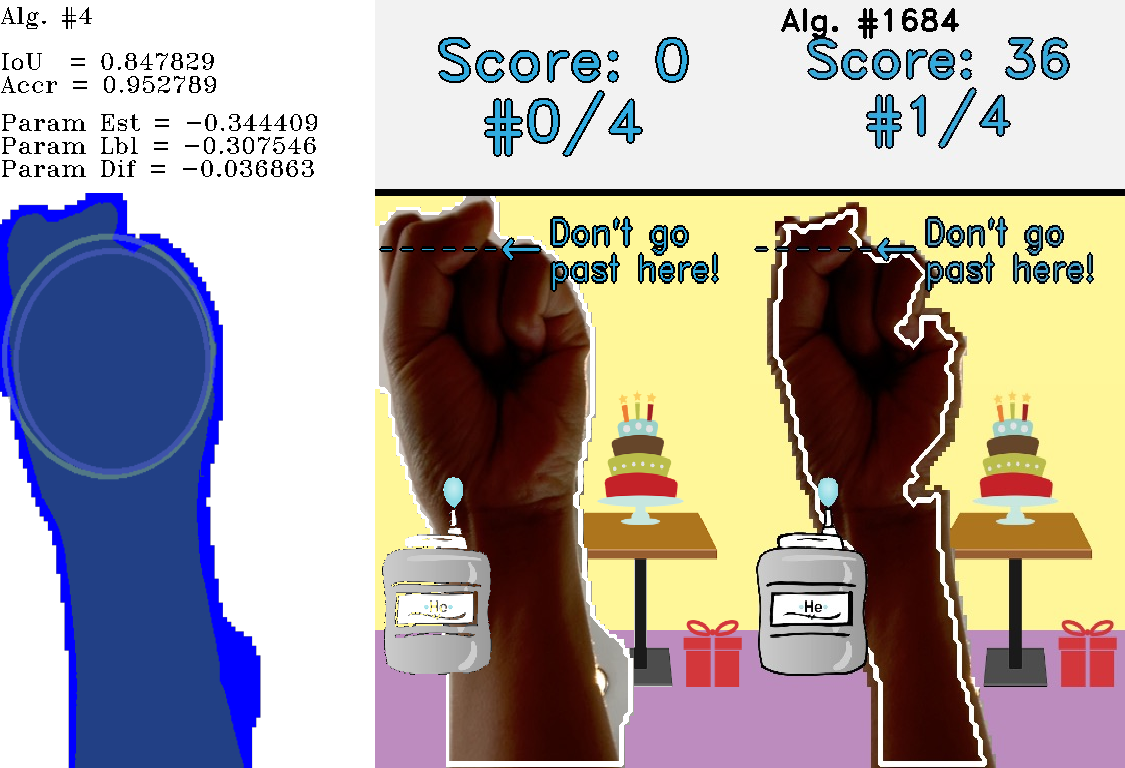 Alg. #4
IoU = 0.847829
Accr = 0.952789
Param Est = −0.344409
Param Lbl = −0.307546
Param Dif = −0.036863
Score: 0
#0/4
Don't go
past here!
He
Alg. #1684
Score: 36
#1/4
Don't go
past here!
He